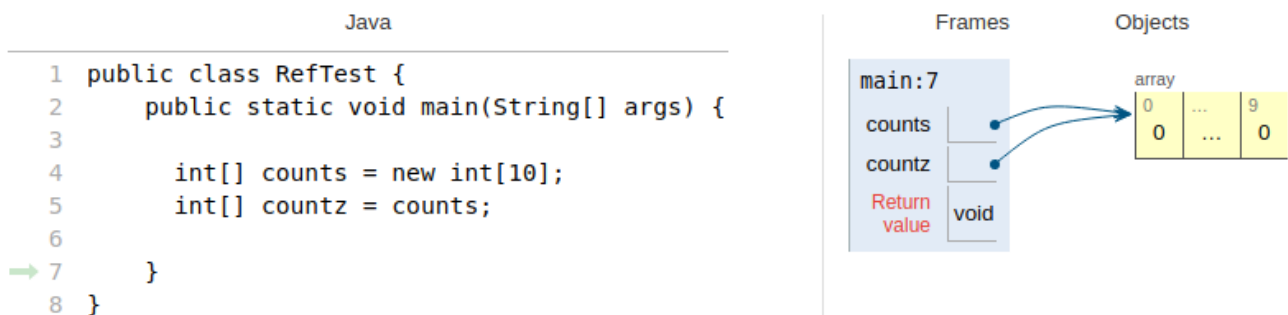 Java
1 public class RefTest {
2     public static void main(String[] args) {
3
4       int[] counts = new int[10];
5       int[] countz = counts;
6
7     }
8 }
Frames Objects
main:7
counts
countz
Return
value void
array
0 ... 9
0 ... 0